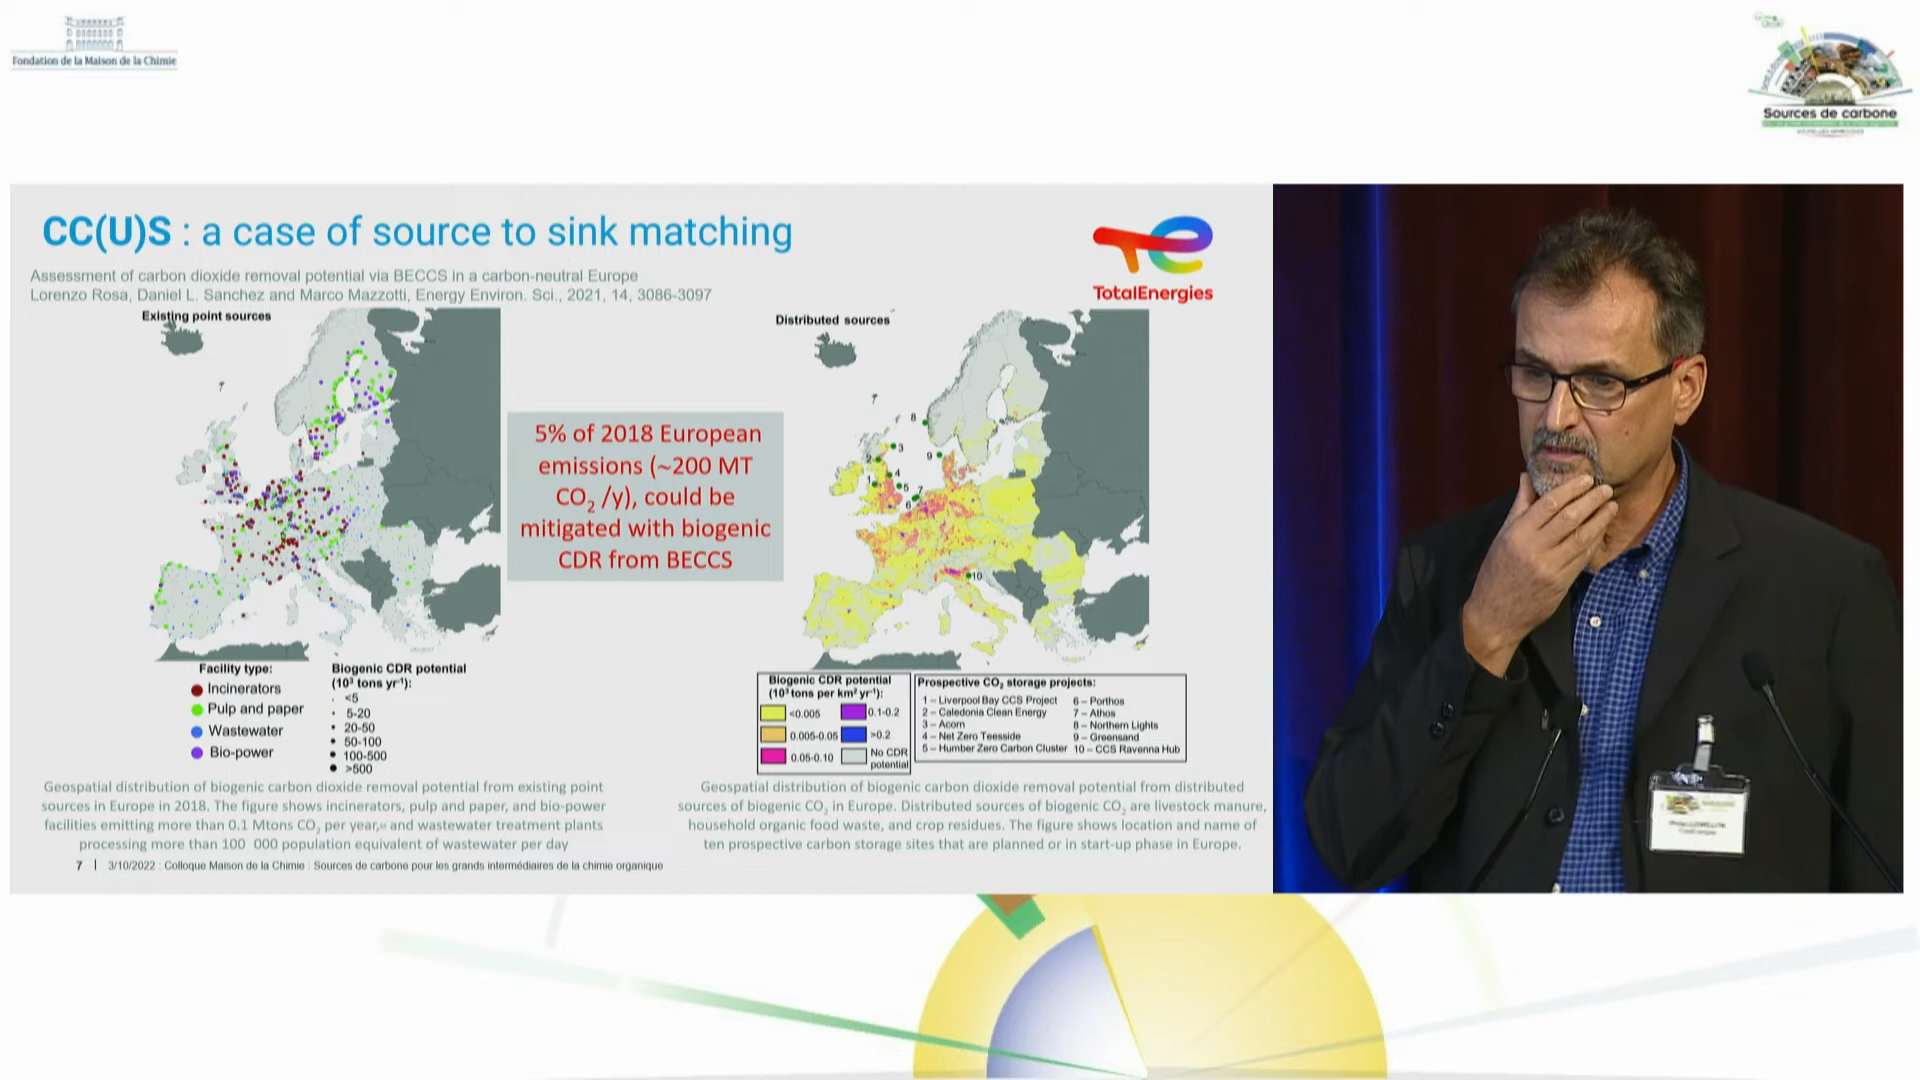 Fondation de la Maison de la Chimie
Sources de carbone
CC(U)S : a case of source to sink matching
TotalEnergies
Assessment of carbon dioxide removal potential via BECCS in a carbon-neutral Europe
Lorenzo Rosa, Daniel L. Sanchez and Marco Mazzotti, Energy Environ. Sci., 2021, 14, 3086-3097
Existing point sources
Distributed sources
5% of 2018 European
emissions (~200 MT
CO₂ /y), could be
mitigated with biogenic
CDR from BECCS
8
3
9
2
4
1
5
7
6
10
Facility type:
Incinerators
Pulp and paper
Wastewater
Bio-power
Biogenic CDR potential
(10³ tons yr⁻¹):
<5
5-20
20-50
50-100
100-500
>500
Biogenic CDR potential
(10³ tons per km² yr⁻¹):
<0.005
0.005-0.05
0.05-0.10
0.1-0.2
>0.2
No CDR
potential
Prospective CO₂ storage projects:
1 – Liverpool Bay CCS Project
2 – Caledonia Clean Energy
3 – Acorn
4 – Net Zero Teesside
5 – Humber Zero Carbon Cluster
6 – Porthos
7 – Athos
8 – Northern Lights
9 – Greensand
10 – CCS Ravenna Hub
Geospatial distribution of biogenic carbon dioxide removal potential from existing point
sources in Europe in 2018. The figure shows incinerators, pulp and paper, and bio-power
facilities emitting more than 0.1 Mtons CO₂ per year, and wastewater treatment plants
processing more than 100 000 population equivalent of wastewater per day
Geospatial distribution of biogenic carbon dioxide removal potential from distributed
sources of biogenic CO₂ in Europe. Distributed sources of biogenic CO₂ are livestock manure,
household organic food waste, and crop residues. The figure shows location and name of
ten prospective carbon storage sites that are planned or in start-up phase in Europe.
7 | 3/10/2022 : Colloque Maison de la Chimie : Sources de carbone pour les grands intermédiaires de la chimie organique